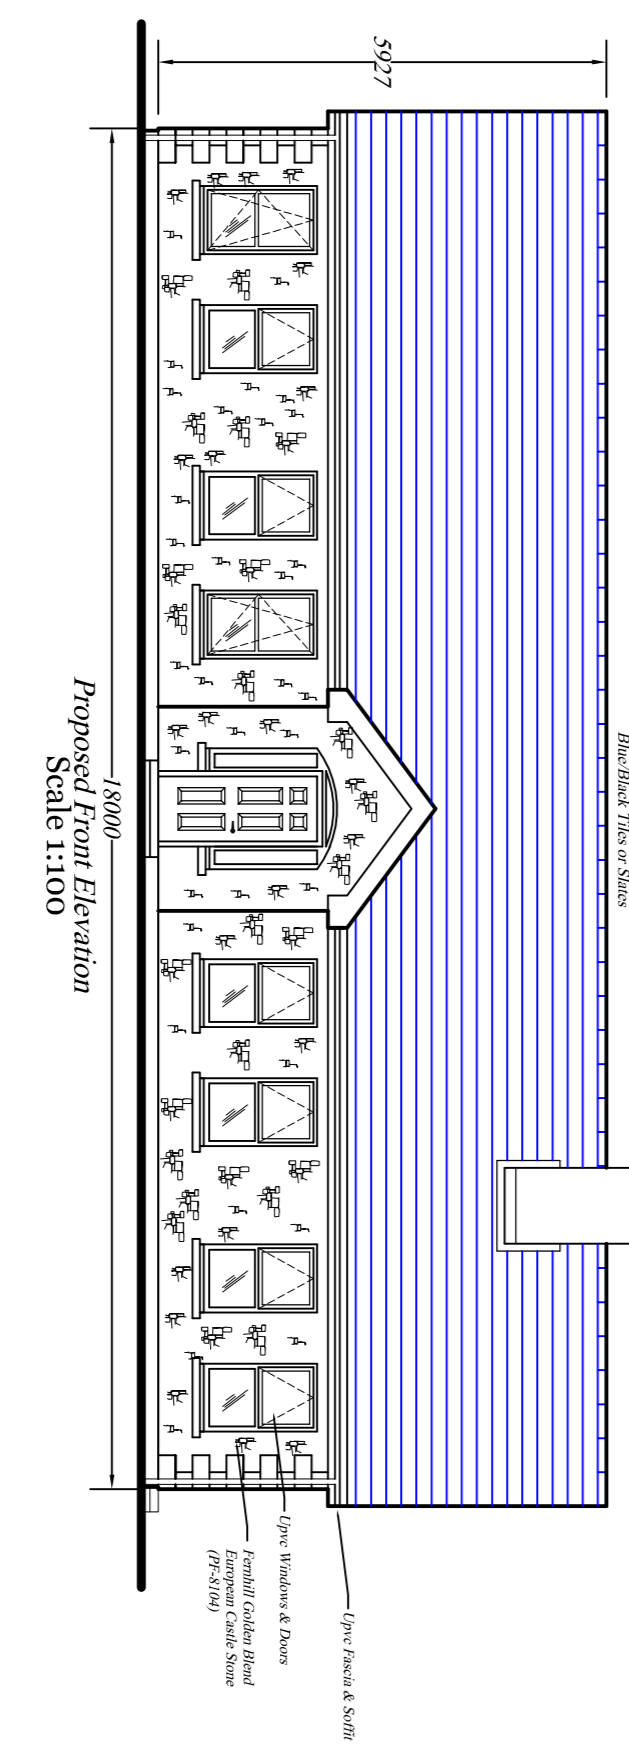 Blue/Black Tiles or Slates
5927
Upvc Fascia & Soffit
Upvc Windows & Doors
Fernhill Golden Blend
European Castle Stone
(PF-8104)
18000
Proposed Front Elevation
Scale 1:100